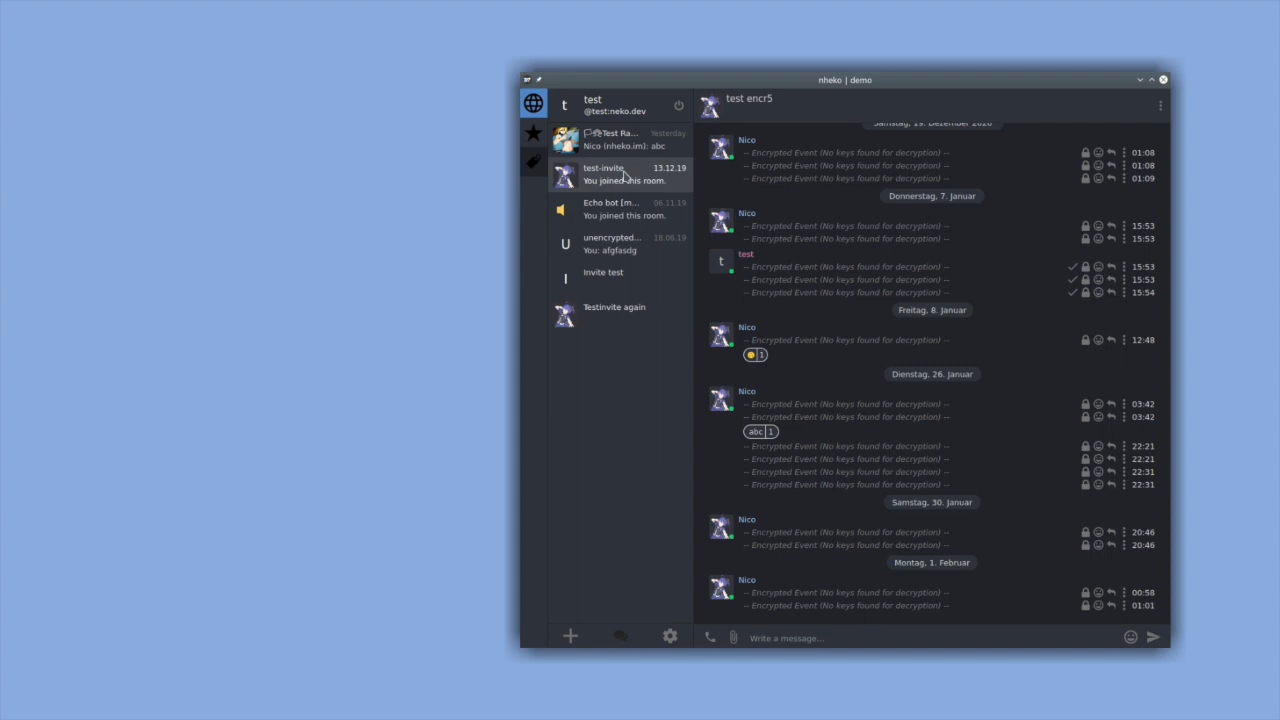 nheko | demo
t
test
@test:neko.dev
Test Ra...
Yesterday
Nico (nheko.im): abc
test-invite
13.12.19
You joined this room.
Echo bot [m...
06.11.19
You joined this room.
U
unencrypted...
18.06.19
You: afgfasdg
I
Invite test
Testinvite again
test encr5
Samstag, 19. Dezember 2020
Nico
-- Encrypted Event (No keys found for decryption) --
01:08
-- Encrypted Event (No keys found for decryption) --
01:08
-- Encrypted Event (No keys found for decryption) --
01:09
Donnerstag, 7. Januar
Nico
-- Encrypted Event (No keys found for decryption) --
15:53
-- Encrypted Event (No keys found for decryption) --
15:53
t
test
-- Encrypted Event (No keys found for decryption) --
15:53
-- Encrypted Event (No keys found for decryption) --
15:53
-- Encrypted Event (No keys found for decryption) --
15:54
Freitag, 8. Januar
Nico
-- Encrypted Event (No keys found for decryption) --
12:48
1
Dienstag, 26. Januar
Nico
-- Encrypted Event (No keys found for decryption) --
03:42
-- Encrypted Event (No keys found for decryption) --
03:42
abc 1
-- Encrypted Event (No keys found for decryption) --
22:21
-- Encrypted Event (No keys found for decryption) --
22:21
-- Encrypted Event (No keys found for decryption) --
22:31
-- Encrypted Event (No keys found for decryption) --
22:31
Samstag, 30. Januar
Nico
-- Encrypted Event (No keys found for decryption) --
20:46
-- Encrypted Event (No keys found for decryption) --
20:46
Montag, 1. Februar
Nico
-- Encrypted Event (No keys found for decryption) --
00:58
-- Encrypted Event (No keys found for decryption) --
01:01
Write a message...